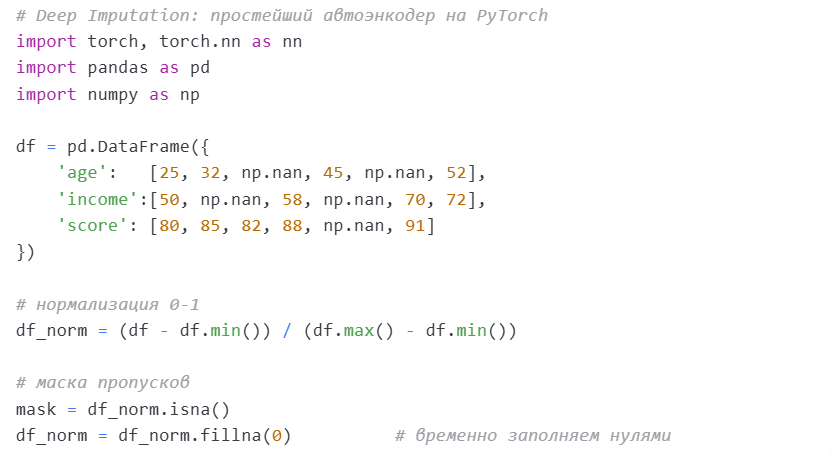 # Deep Imputation: простейший автоэнкодер на PyTorch
import torch, torch.nn as nn
import pandas as pd
import numpy as np
df = pd.DataFrame({
    'age':   [25, 32, np.nan, 45, np.nan, 52],
    'income':[50, np.nan, 58, np.nan, 70, 72],
    'score': [80, 85, 82, 88, np.nan, 91]
})
# нормализация 0-1
df_norm = (df - df.min()) / (df.max() - df.min())
# маска пропусков
mask = df_norm.isna()
df_norm = df_norm.fillna(0)          # временно заполняем нулями